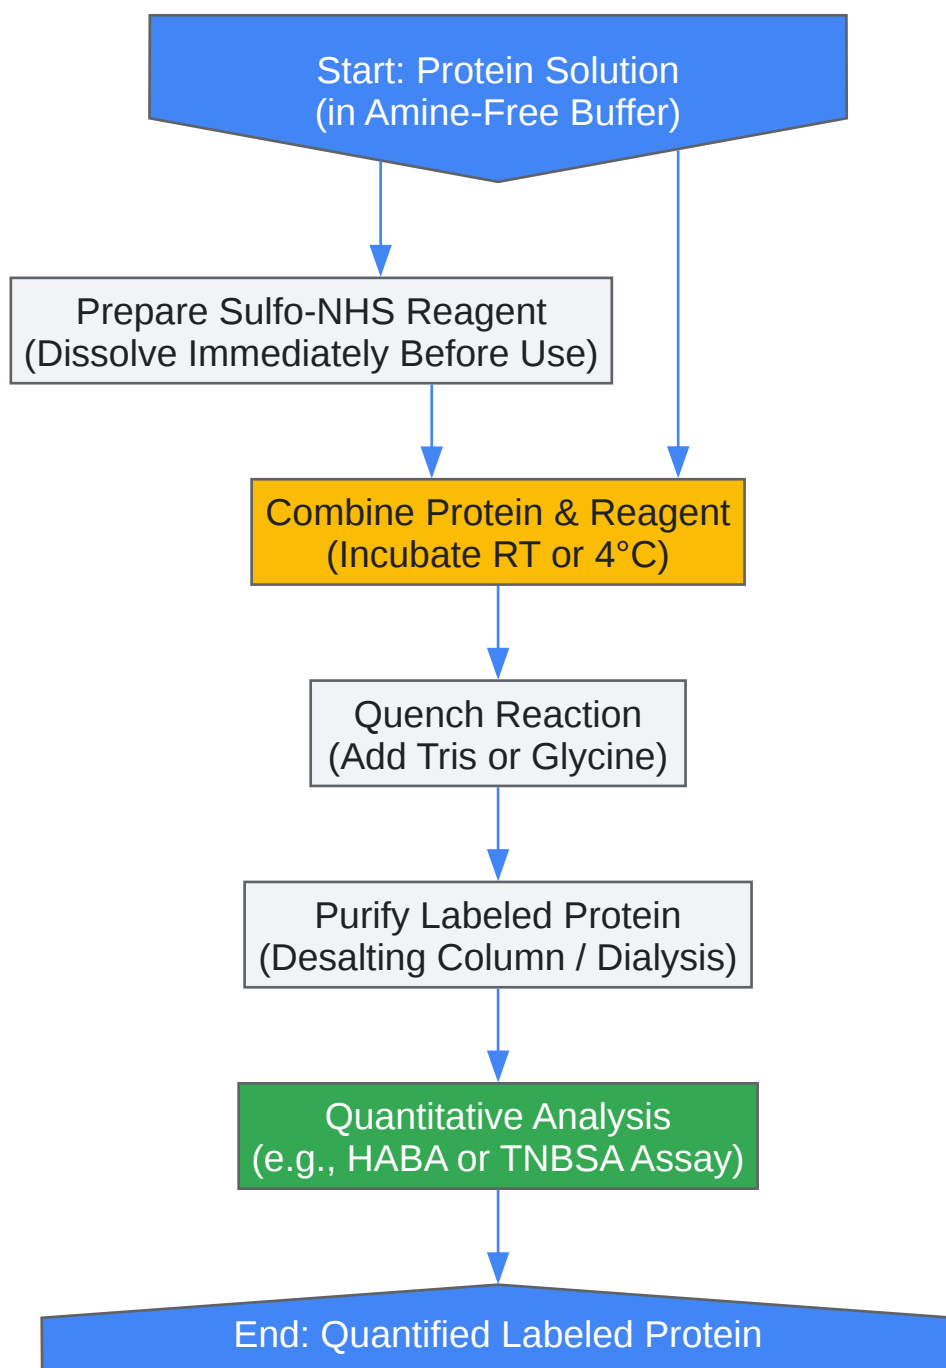 Start: Protein Solution
(in Amine-Free Buffer)
Prepare Sulfo-NHS Reagent
(Dissolve Immediately Before Use)
Combine Protein & Reagent
(Incubate RT or 4°C)
Quench Reaction
(Add Tris or Glycine)
Purify Labeled Protein
(Desalting Column / Dialysis)
Quantitative Analysis
(e.g., HABA or TNBSA Assay)
End: Quantified Labeled Protein